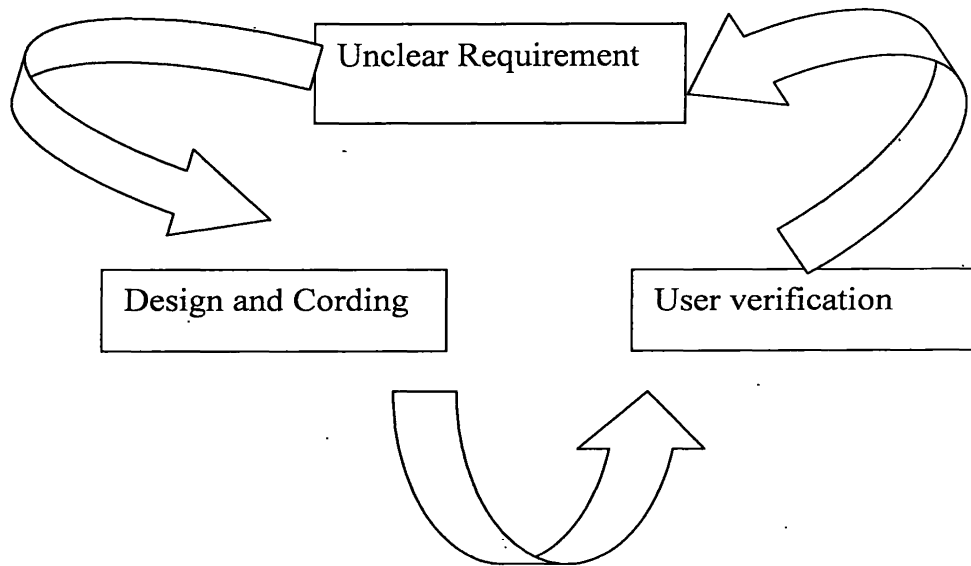 Unclear Requirement
Design and Cording
User verification